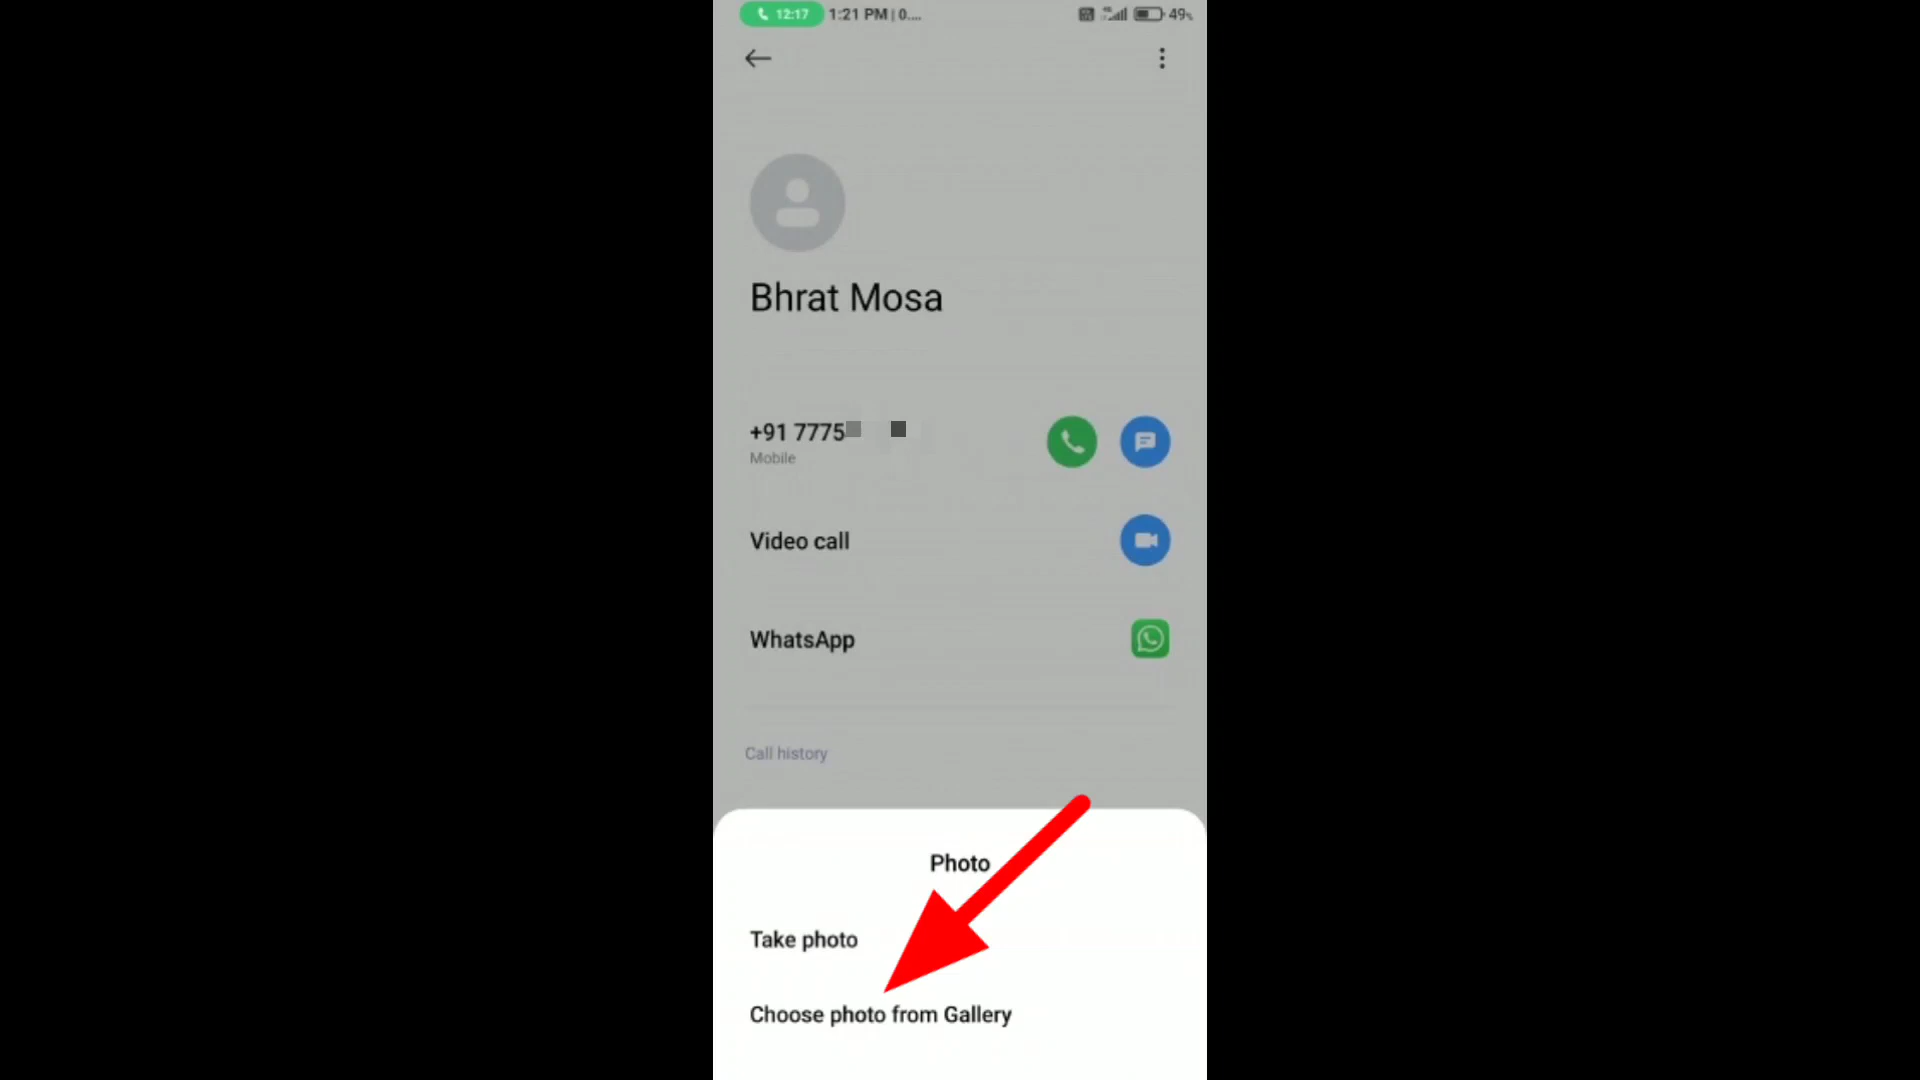 12:17 1:21 PM | 0.... 49%
Bhrat Mosa
+91 7775
Mobile
Video call
WhatsApp
Call history
Photo
Take photo
Choose photo from Gallery